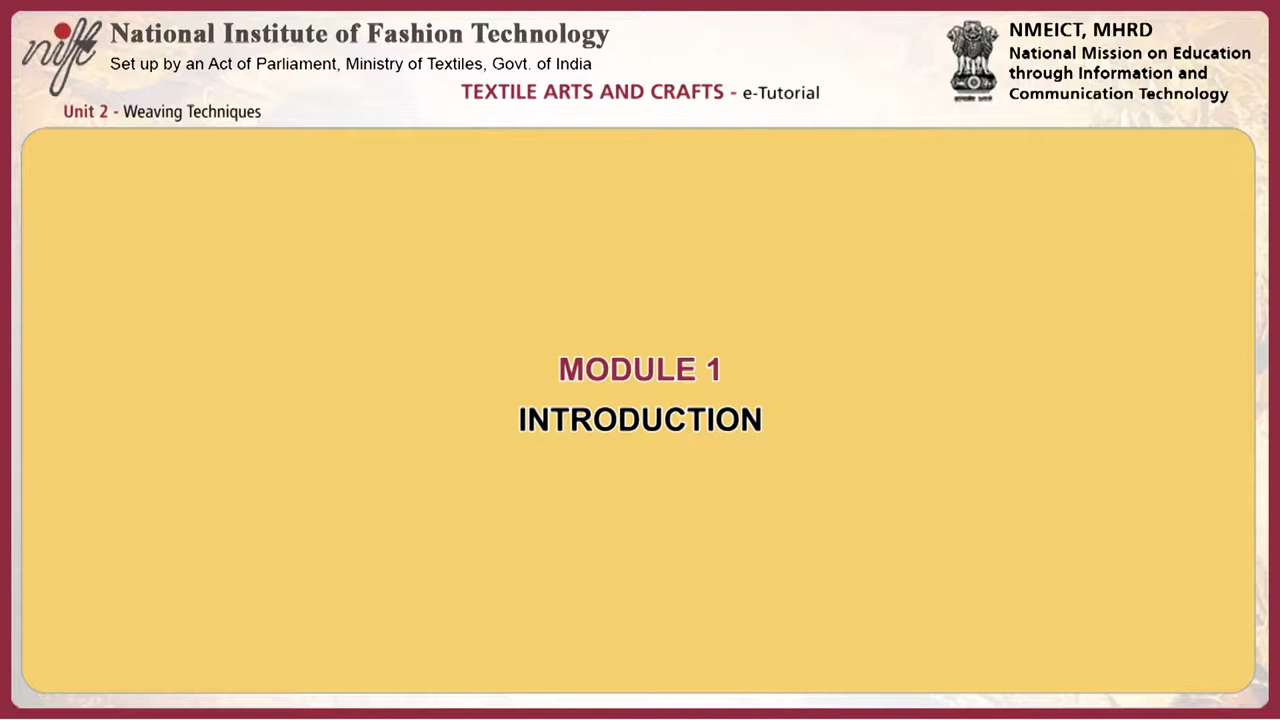 nift
National Institute of Fashion Technology
Set up by an Act of Parliament, Ministry of Textiles, Govt. of India
TEXTILE ARTS AND CRAFTS - e-Tutorial
Unit 2 - Weaving Techniques
NMEICT, MHRD
National Mission on Education
through Information and
Communication Technology
MODULE 1
INTRODUCTION